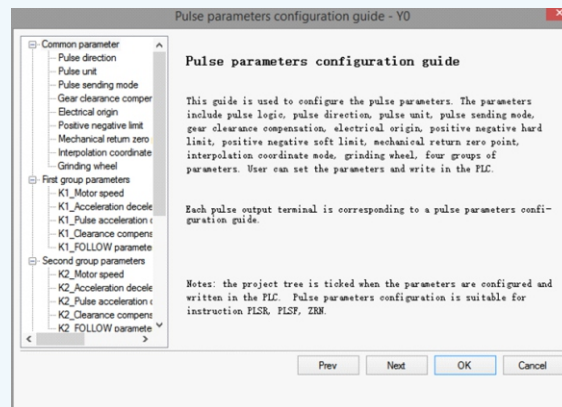 Pulse parameters configuration guide - Y0
Common parameter
Pulse direction
Pulse unit
Pulse sending mode
Gear clearance comper
Electrical origin
Positive negative limit
Mechanical return zero
Interpolation coordinate
Grinding wheel
First group parameters
K1_Motor speed
K1_Acceleration decele
K1_Pulse acceleration c
K1_Clearance compens
K1_FOLLOW paramete
Second group parameters
K2_Motor speed
K2_Acceleration decele
K2_Pulse acceleration c
K2_Clearance compens
K2_FOLLOW paramete
Pulse parameters configuration guide
This guide is used to configure the pulse parameters. The parameters
include pulse logic, pulse direction, pulse unit, pulse sending mode,
gear clearance compensation, electrical origin, positive negative hard
limit, positive negative soft limit, mechanical return zero point,
interpolation coordinate mode, grinding wheel, four groups of
parameters. User can set the parameters and write in the PLC.
Each pulse output terminal is corresponding to a pulse parameters confi-
guration guide.
Notes: the project tree is ticked when the parameters are configured and
written in the PLC. Pulse parameters configuration is suitable for
instruction PLSR, PLSF, ZRN.
Prev
Next
OK
Cancel